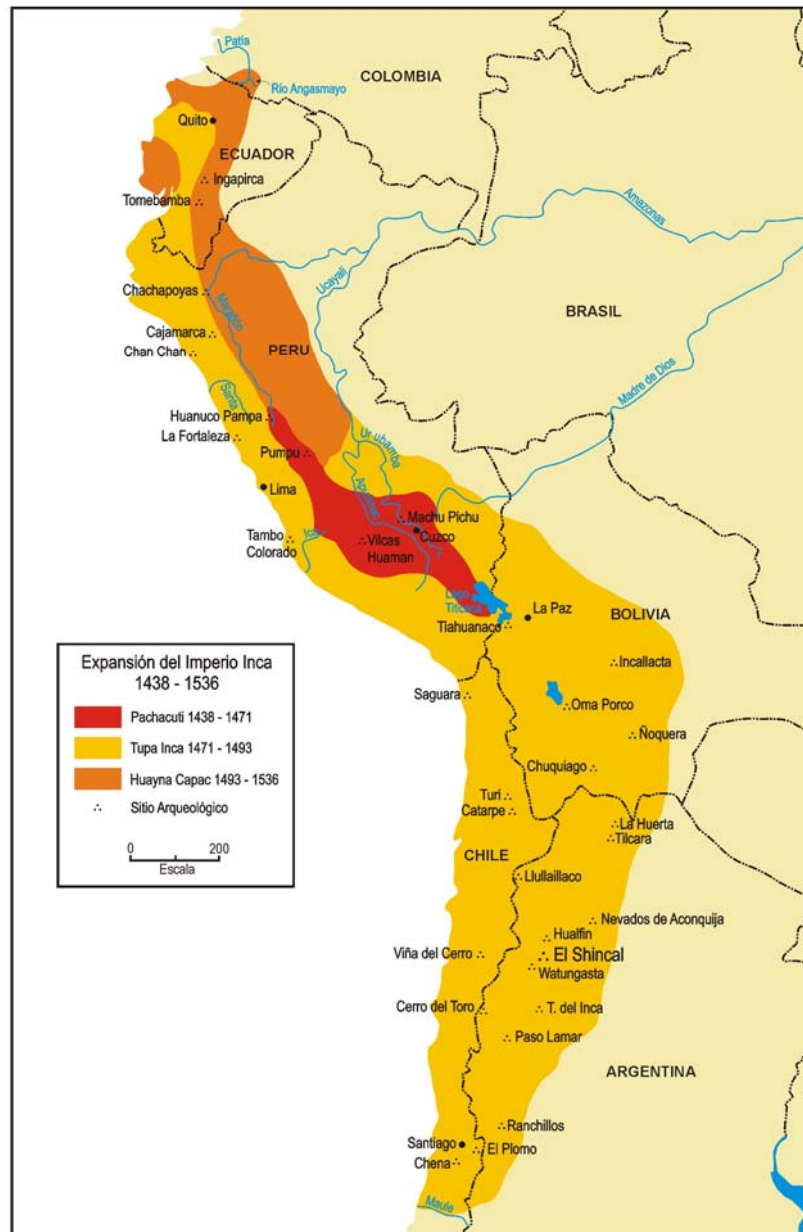 Patía
COLOMBIA
Río Angasmayo
Quito
ECUADOR
Ingapirca
Tomebamba
Amazonas
Ucayali
Chachapoyas
Marañón
BRASIL
Cajamarca
Chan Chan
PERU
Madre de Dios
Santa
Huanuco Pampa
La Fortaleza
Ur ubamba
Pumpu
Lima
Apurimac
Machu Pichu
Cuzco
Tambo
Colorado
Ica
Vilcas
Huaman
Lago
Titicaca
La Paz
BOLIVIA
Tiahuanaco
Incallacta
Saguara
Oma Porco
Ñoquera
Chuquiago
Turi
Catarpe
La Huerta
Tilcara
CHILE
Llullaillaco
Nevados de Aconquija
Hualfin
Viña del Cerro
El Shincal
Watungasta
Cerro del Toro
T. del Inca
Paso Lamar
ARGENTINA
Ranchillos
Santiago
El Plomo
Chena
Maule
Expansión del Imperio Inca
1438 - 1536
Pachacuti 1438 - 1471
Tupa Inca 1471 - 1493
Huayna Capac 1493 - 1536
Sitio Arqueológico
0 200
Escala